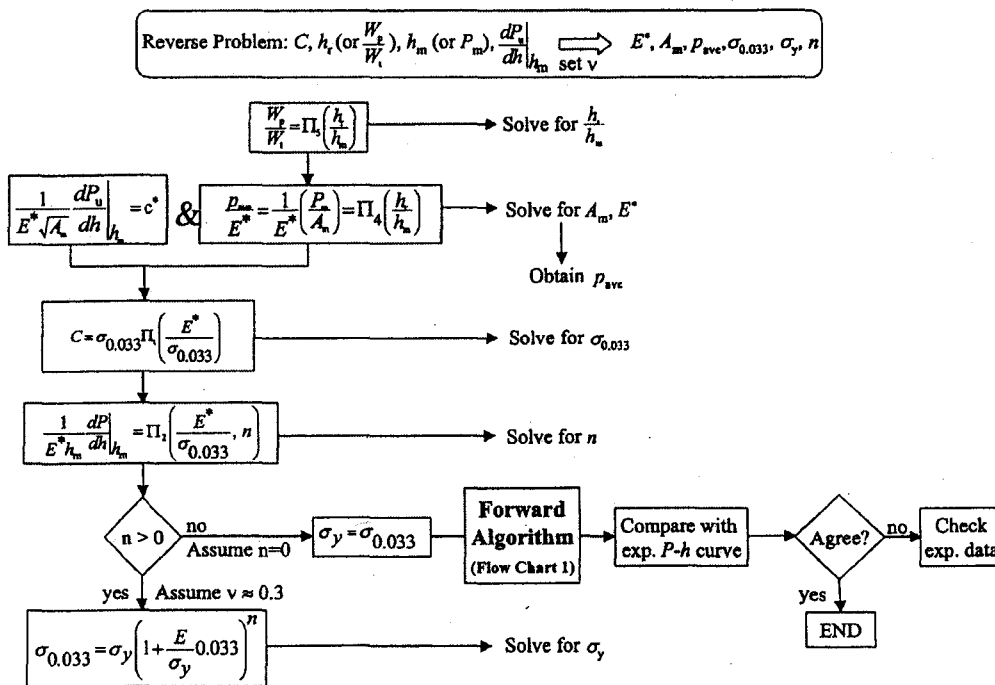 Reverse Problem: C, h_r (or W_p/W_t), h_m (or P_m), dP_u/dh|h_m ⟹ set ν E*, A_m, p_ave, σ_0.033, σ_y, n
W_p/W_t = Π_5(h_r/h_m)
Solve for h_r/h_m
1/(E*√A_m) dP_u/dh|h_m = c*
&
p_ave/E* = 1/E* (P_m/A_m) = Π_4(h_r/h_m)
Solve for A_m, E*
Obtain p_ave
C = σ_0.033 Π_1(E*/σ_0.033)
Solve for σ_0.033
1/(E*h_m) dP/dh|h_m = Π_2(E*/σ_0.033, n)
Solve for n
n > 0
no
Assume n=0
σ_y = σ_0.033
Forward
Algorithm
(Flow Chart 1)
Compare with
exp. P-h curve
Agree?
no
Check
exp. data
yes
END
yes
Assume ν ≈ 0.3
σ_0.033 = σ_y(1 + E/σ_y 0.033)^n
Solve for σ_y